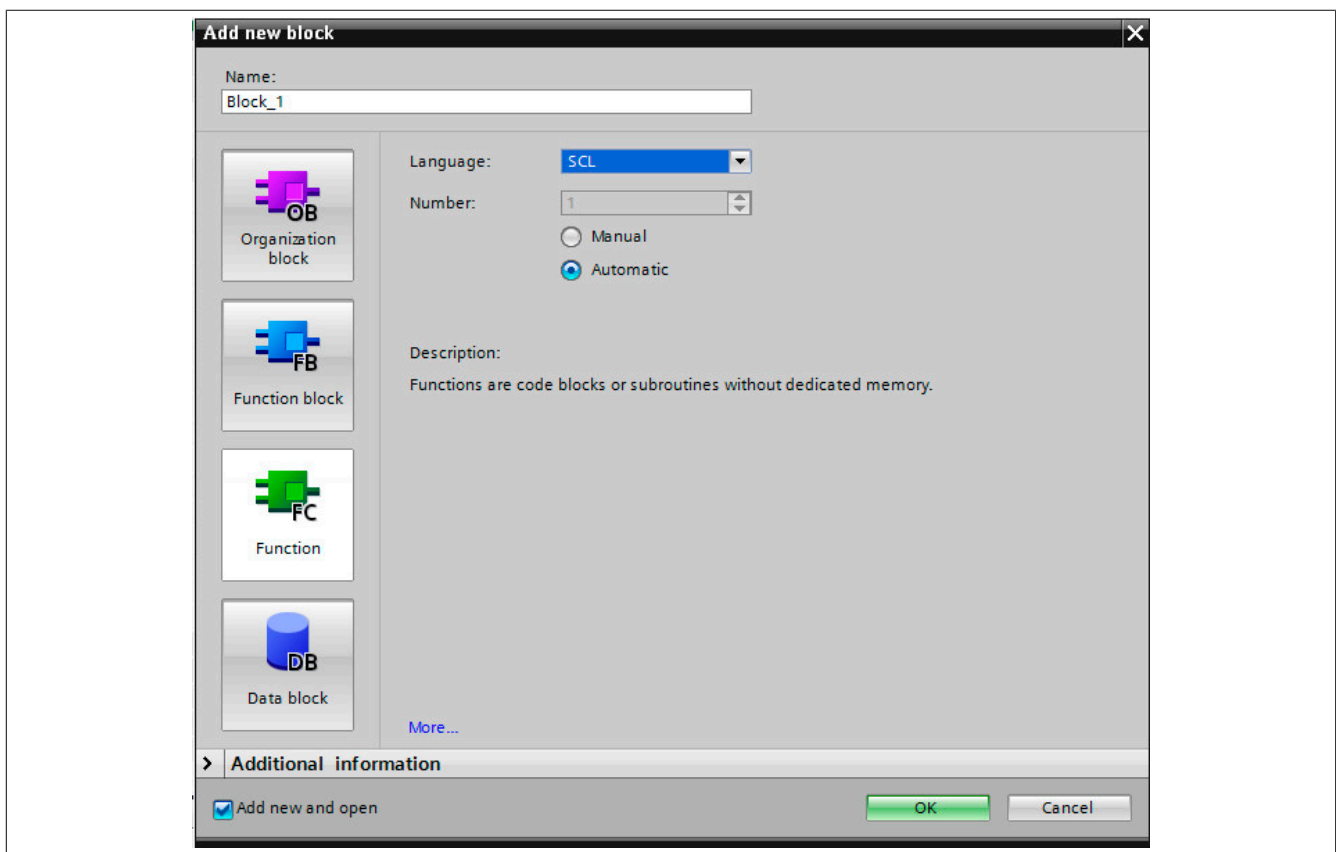 Add new block
Name:
Block_1
OB
Organization
block
FB
Function block
FC
Function
DB
Data block
Language:
SCL
Number:
1
Manual
Automatic
Description:
Functions are code blocks or subroutines without dedicated memory.
More...
Additional information
Add new and open
OK
Cancel